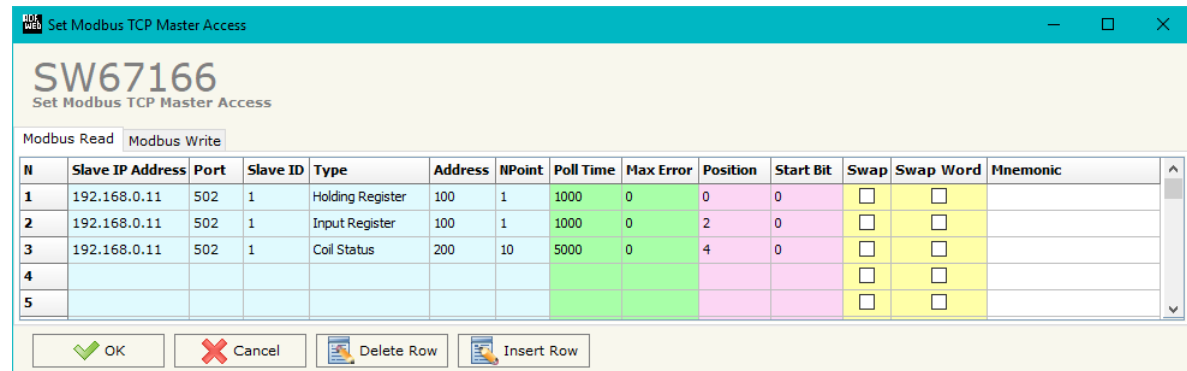 ADF WEB Set Modbus TCP Master Access
SW67166
Set Modbus TCP Master Access
Modbus Read Modbus Write
N Slave IP Address Port Slave ID Type Address NPoint Poll Time Max Error Position Start Bit Swap Swap Word Mnemonic
1 192.168.0.11 502 1 Holding Register 100 1 1000 0 0 0
2 192.168.0.11 502 1 Input Register 100 1 1000 0 2 0
3 192.168.0.11 502 1 Coil Status 200 10 5000 0 4 0
4
5
OK Cancel Delete Row Insert Row